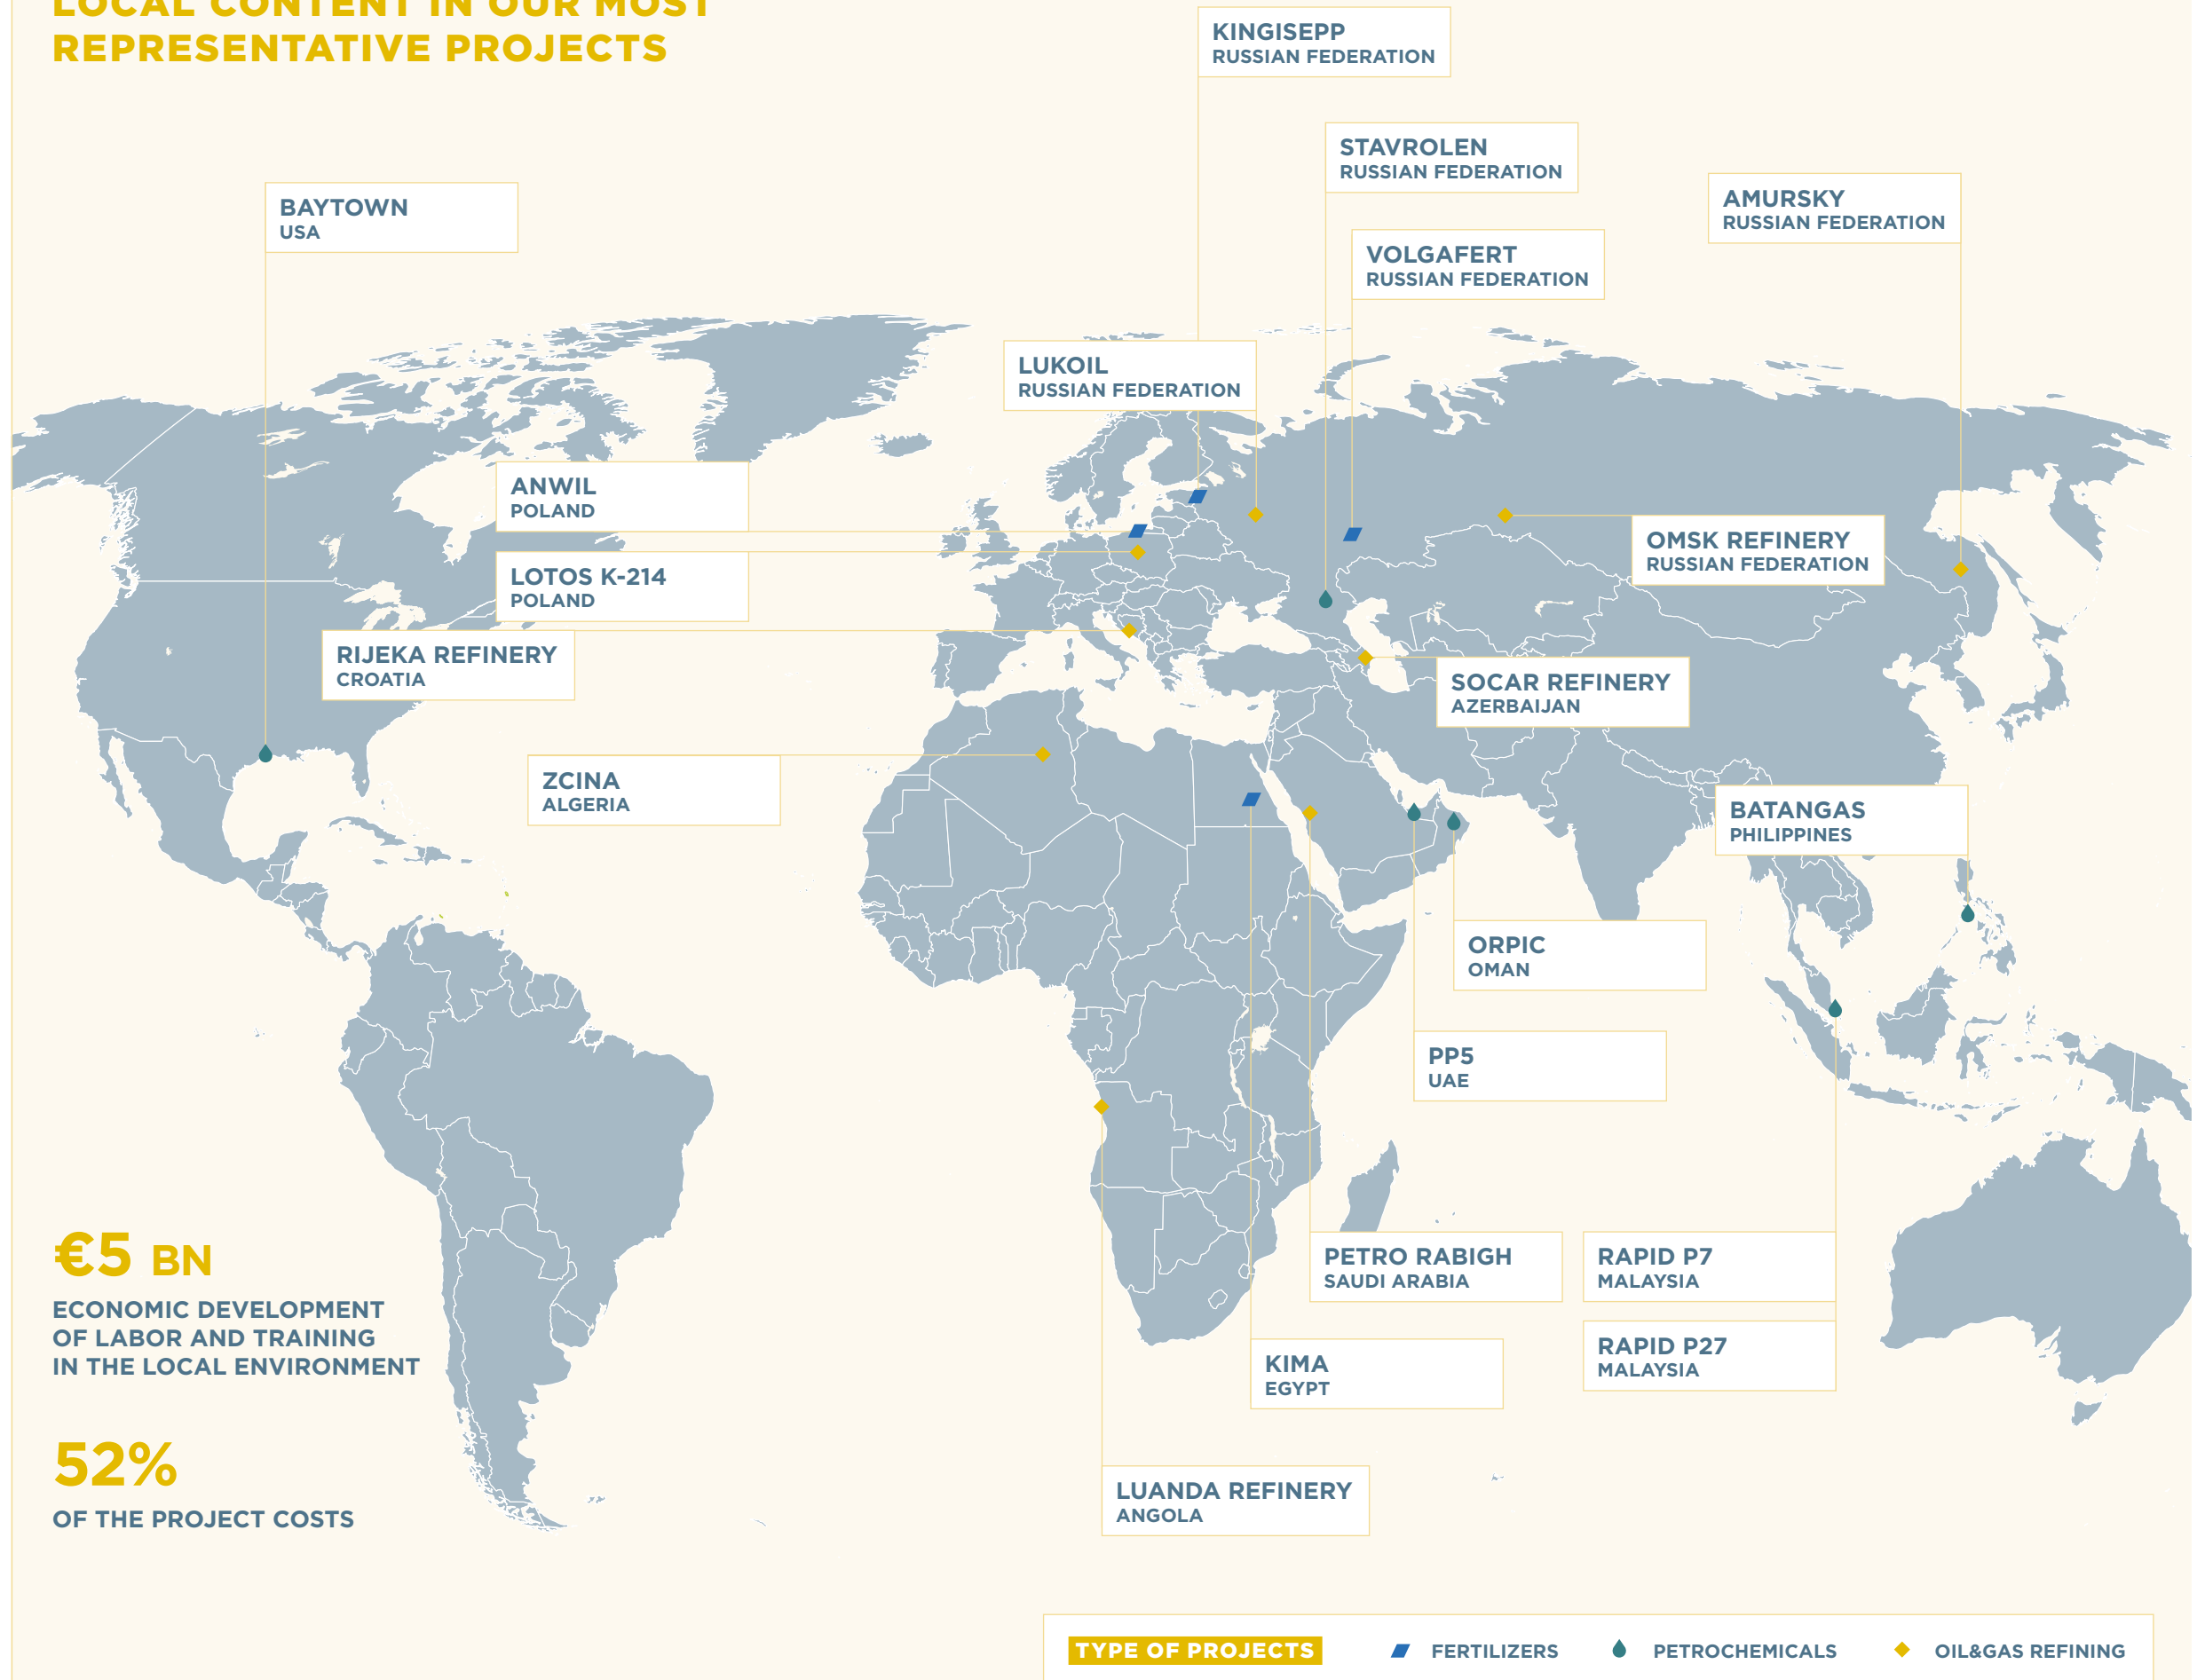 LOCAL CONTENT IN OUR MOST
REPRESENTATIVE PROJECTS
KINGISEPP
RUSSIAN FEDERATION
STAVROLEN
RUSSIAN FEDERATION
AMURSKY
RUSSIAN FEDERATION
BAYTOWN
USA
VOLGAFERT
RUSSIAN FEDERATION
LUKOIL
RUSSIAN FEDERATION
ANWIL
POLAND
OMSK REFINERY
RUSSIAN FEDERATION
LOTOS K-214
POLAND
RIJEKA REFINERY
CROATIA
SOCAR REFINERY
AZERBAIJAN
ZCINA
ALGERIA
BATANGAS
PHILIPPINES
ORPIC
OMAN
PP5
UAE
PETRO RABIGH
SAUDI ARABIA
RAPID P7
MALAYSIA
RAPID P27
MALAYSIA
KIMA
EGYPT
LUANDA REFINERY
ANGOLA
€5 BN
ECONOMIC DEVELOPMENT
OF LABOR AND TRAINING
IN THE LOCAL ENVIRONMENT
52%
OF THE PROJECT COSTS
TYPE OF PROJECTS
FERTILIZERS
PETROCHEMICALS
OIL&GAS REFINING